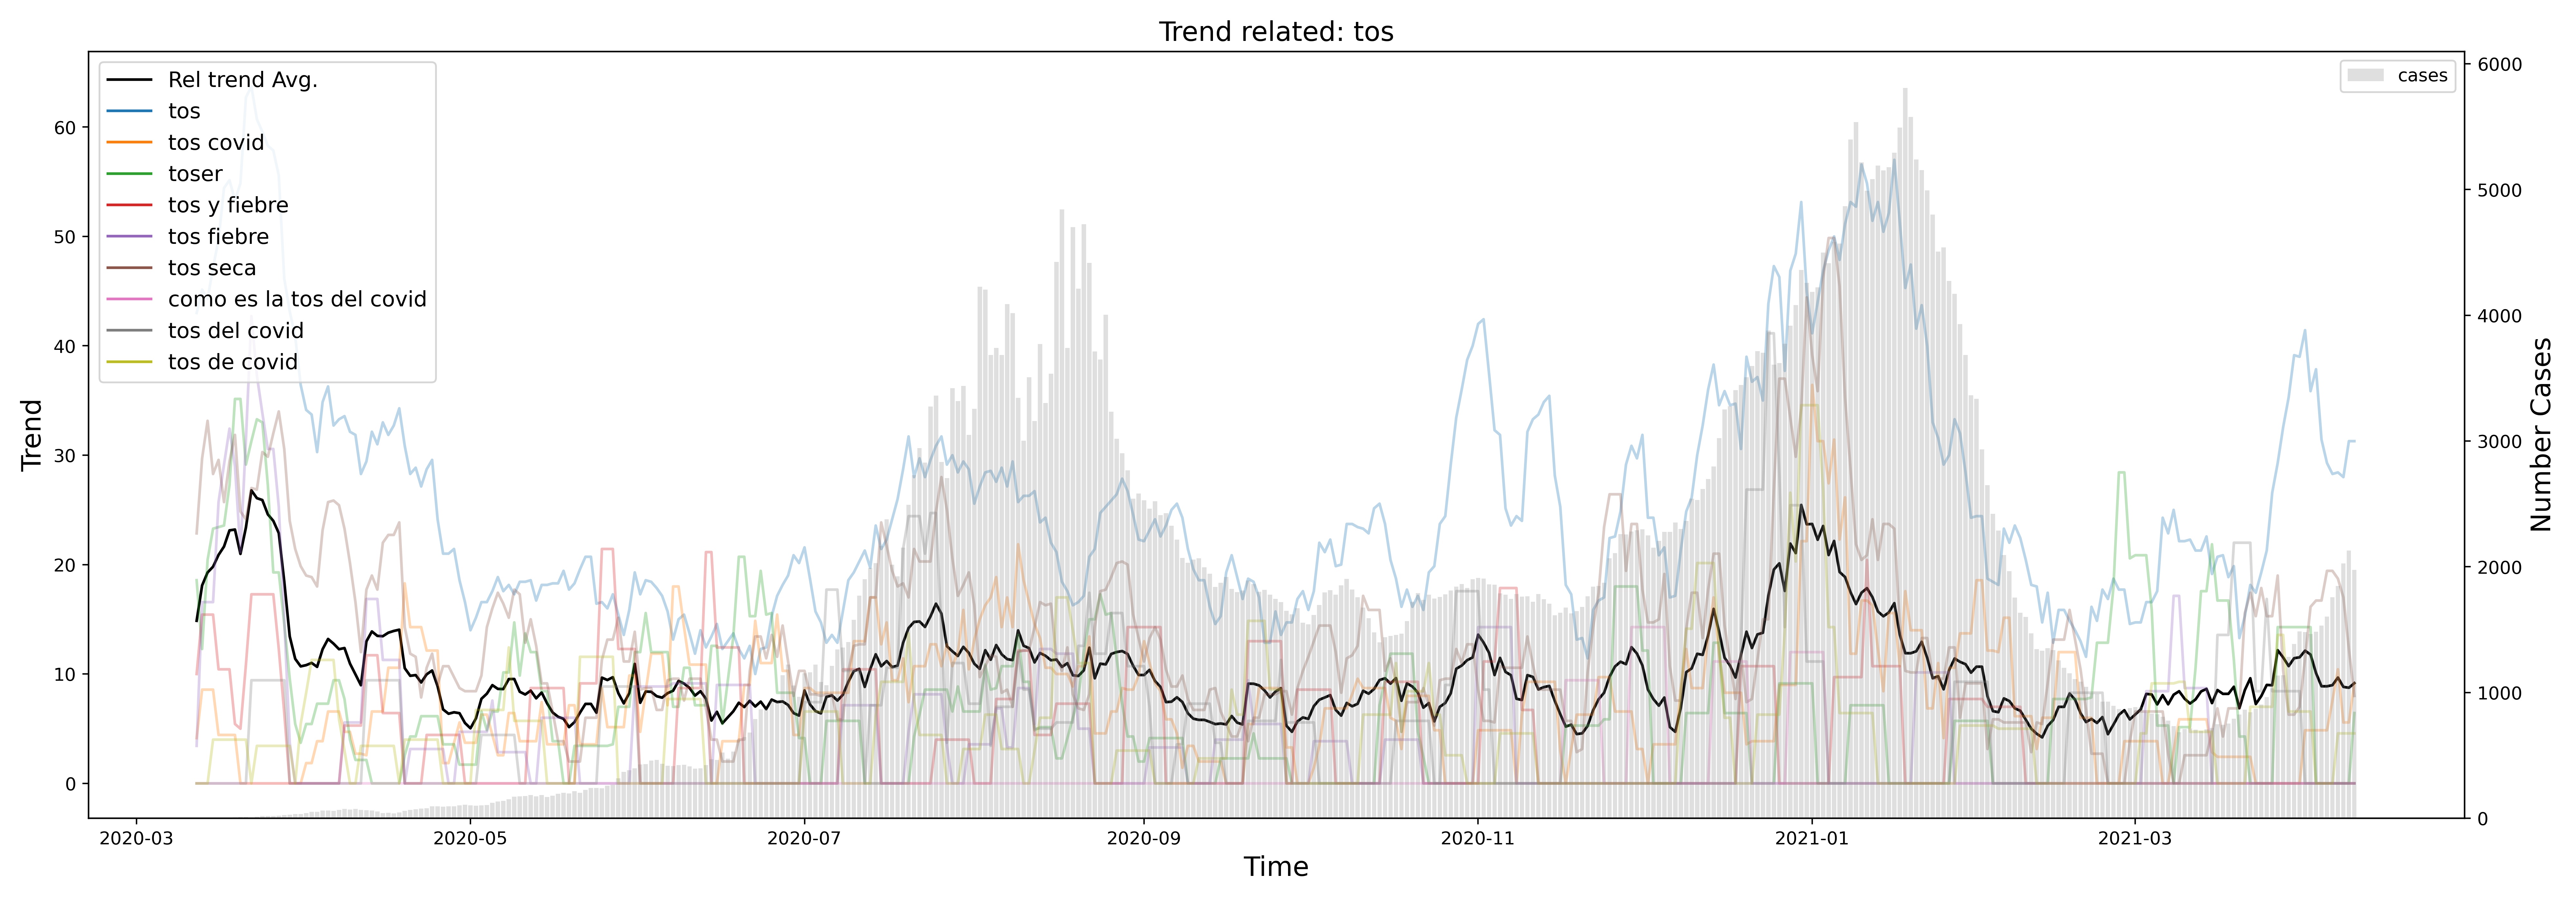 Trend related: tos
Rel trend Avg.
tos
tos covid
toser
tos y fiebre
tos fiebre
tos seca
como es la tos del covid
tos del covid
tos de covid
cases
Trend
60
50
40
30
20
10
0
6000
5000
4000
3000
2000
1000
0
Number Cases
2020-03 2020-05 2020-07 2020-09 2020-11 2021-01 2021-03
Time